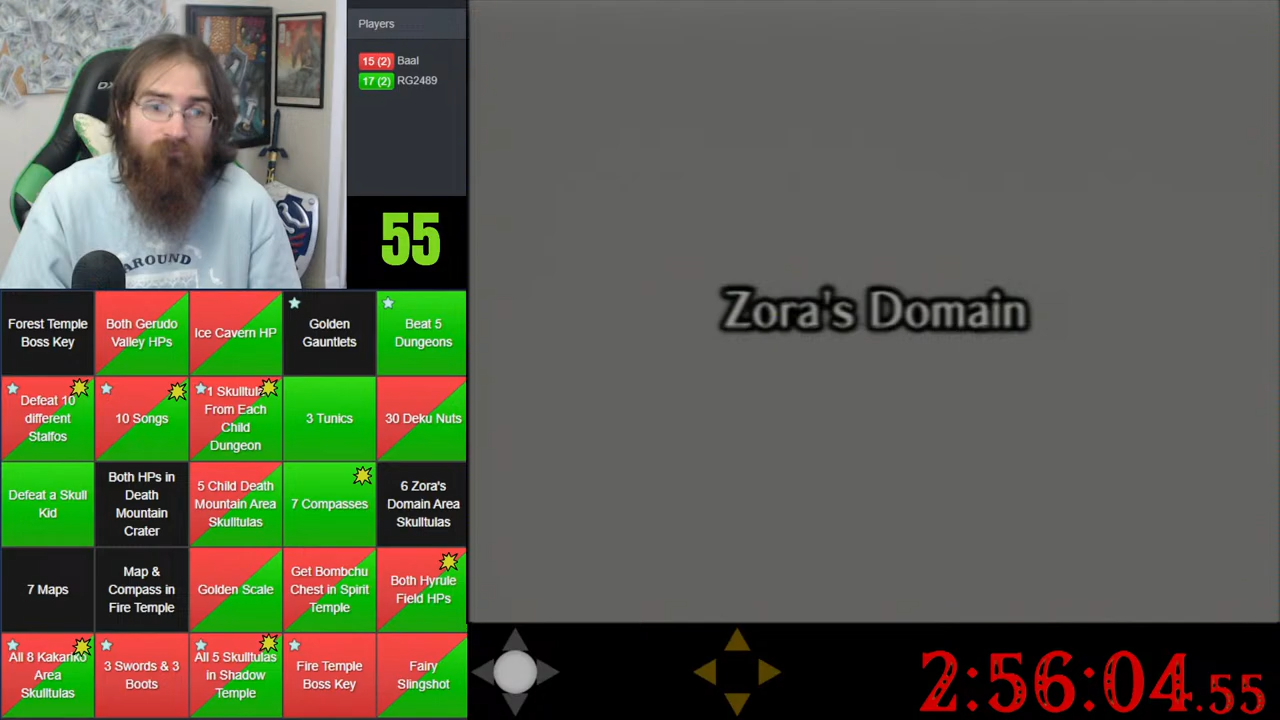 Players
15 (2) Baal
17 (2) RG2489
55
AROUND
Zora's Domain
Forest Temple
Boss Key
Both Gerudo
Valley HPs
Ice Cavern HP
Golden
Gauntlets
Beat 5
Dungeons
Defeat 10
different
Stalfos
10 Songs
1 Skulltula
From Each
Child
Dungeon
3 Tunics
30 Deku Nuts
Defeat a Skull
Kid
Both HPs in
Death
Mountain
Crater
5 Child Death
Mountain Area
Skulltulas
7 Compasses
6 Zora's
Domain Area
Skulltulas
7 Maps
Map &
Compass in
Fire Temple
Golden Scale
Get Bombchu
Chest in Spirit
Temple
Both Hyrule
Field HPs
All 8 Kakariko
Area
Skulltulas
3 Swords & 3
Boots
All 5 Skulltulas
in Shadow
Temple
Fire Temple
Boss Key
Fairy
Slingshot
2:56:04.55